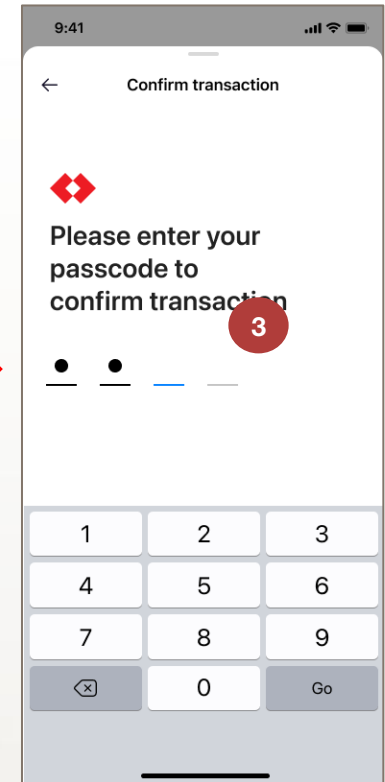 9:41
Confirm transaction
Please enter your
passcode to
confirm transaction
3
1 2 3
4 5 6
7 8 9
0 Go